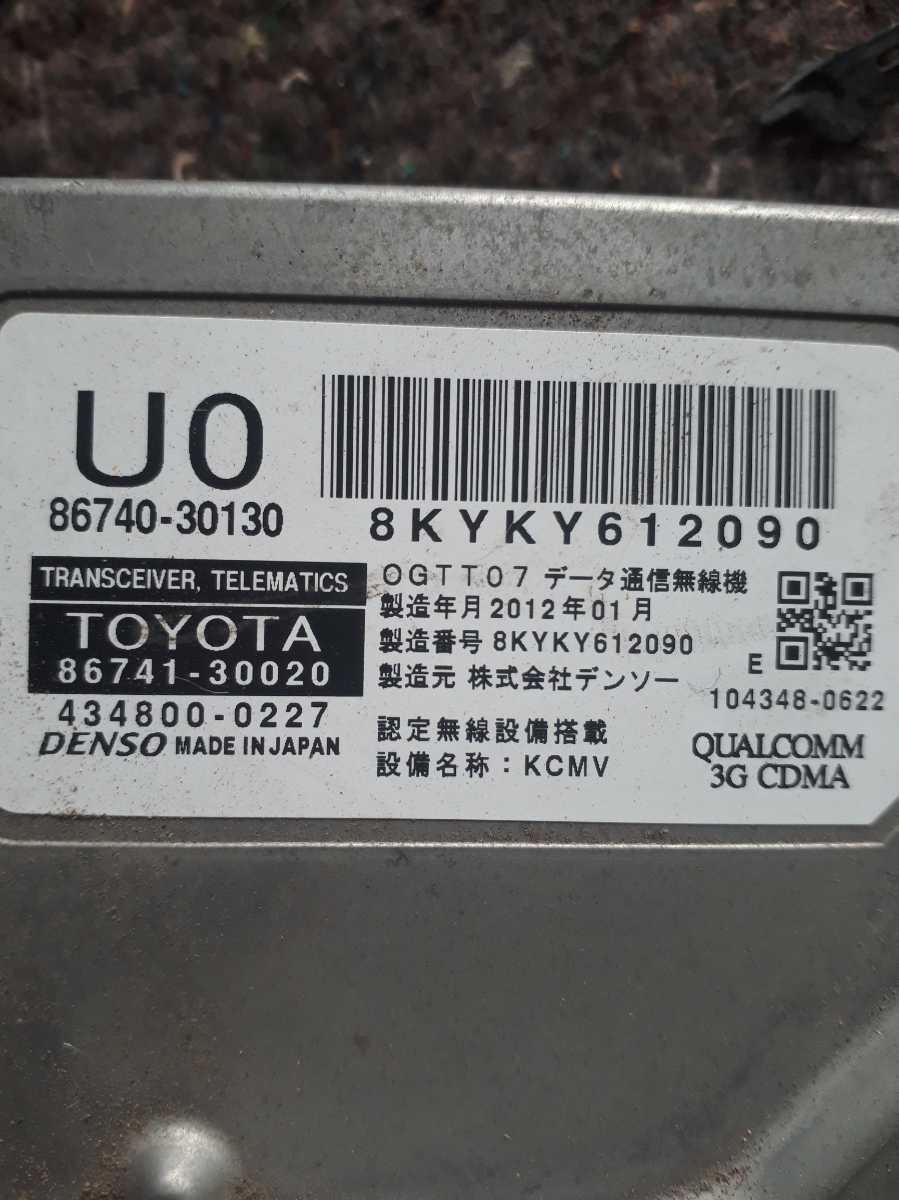 U0
86740-30130
8KYKY612090
TRANSCEIVER, TELEMATICS
TOYOTA
86741-30020
434800-0227
DENSO MADE IN JAPAN
OGTT07 データ通信無線機
製造年月 2012年01月
製造番号 8KYKY612090
製造元 株式会社デンソー
認定無線設備搭載
設備名称：KCMV
E
104348-0622
QUALCOMM
3G CDMA